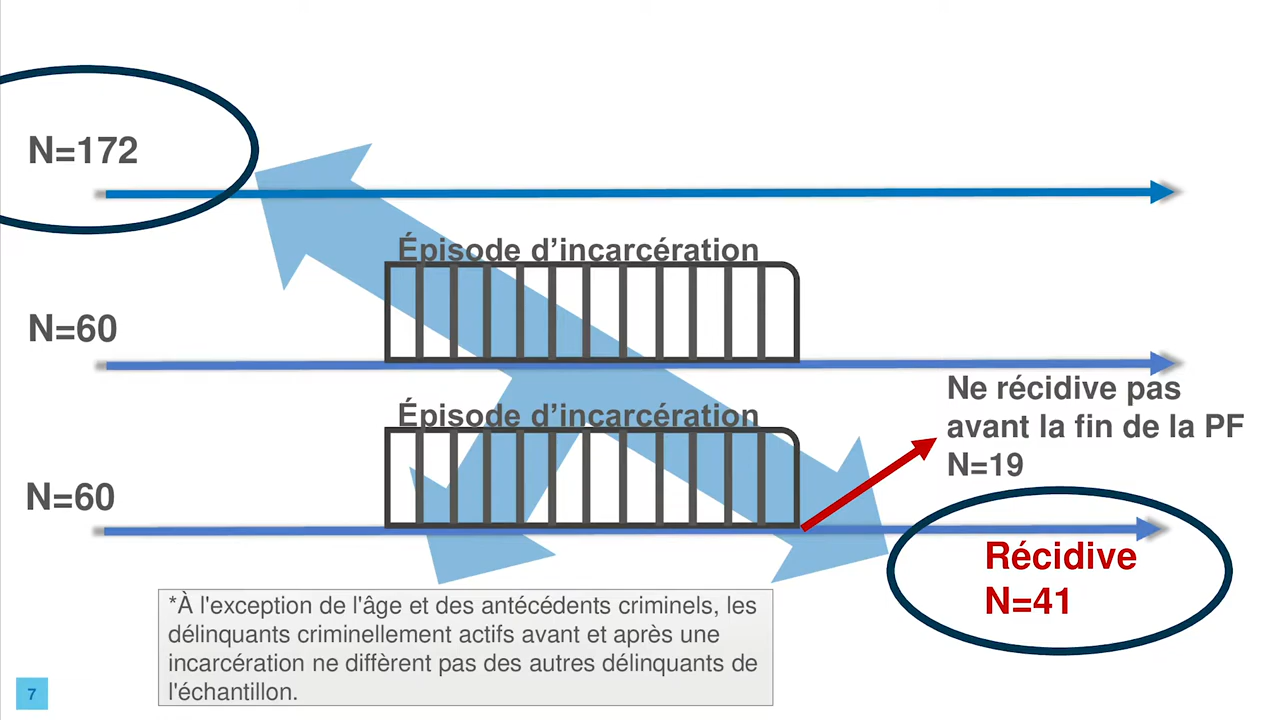 N=172
Épisode d’incarcération
N=60
Ne récidive pas
avant la fin de la PF
N=19
Épisode d’incarcération
N=60
Récidive
N=41
*À l'exception de l'âge et des antécédents criminels, les
délinquants criminellement actifs avant et après une
incarcération ne diffèrent pas des autres délinquants de
l'échantillon.
7